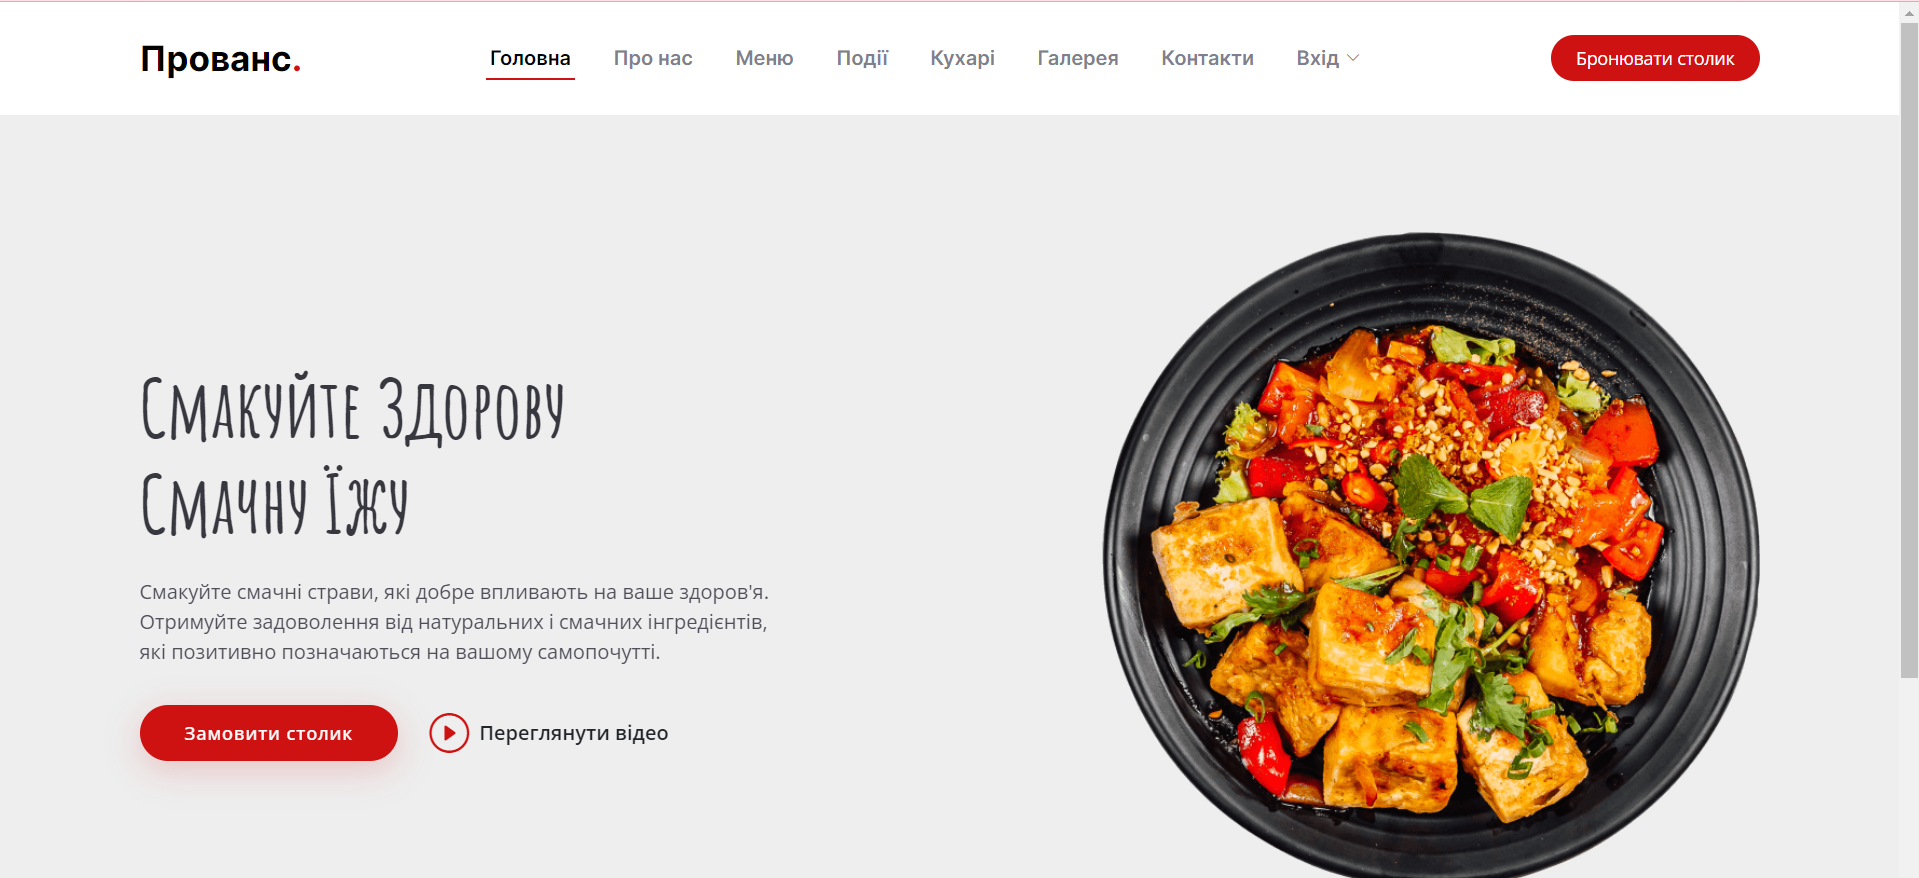 Прованс.
Головна
Про нас
Меню
Події
Кухарі
Галерея
Контакти
Вхід
Бронювати столик
Смакуйте Здорову
Смачну Їжу
Смакуйте смачні страви, які добре впливають на ваше здоров'я.
Отримуйте задоволення від натуральних і смачних інгредієнтів,
які позитивно позначаються на вашому самопочутті.
Замовити столик
Переглянути відео